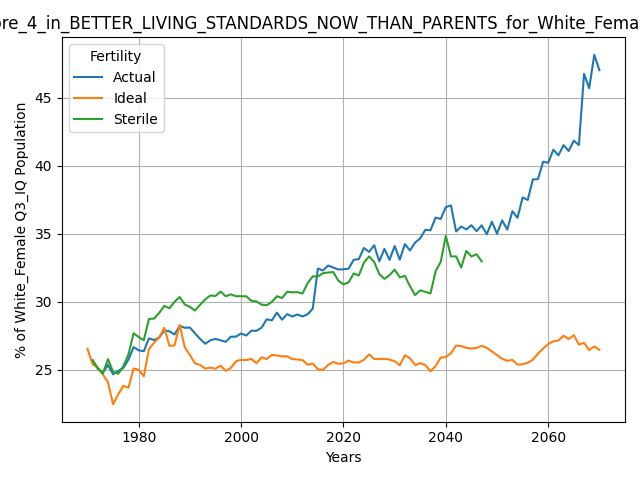 ore_4_in_BETTER_LIVING_STANDARDS_NOW_THAN_PARENTS_for_White_Fema
Fertility
Actual
Ideal
Sterile
% of White_Female Q3_IQ Population
45
40
35
30
25
1980
2000
2020
2040
2060
Years